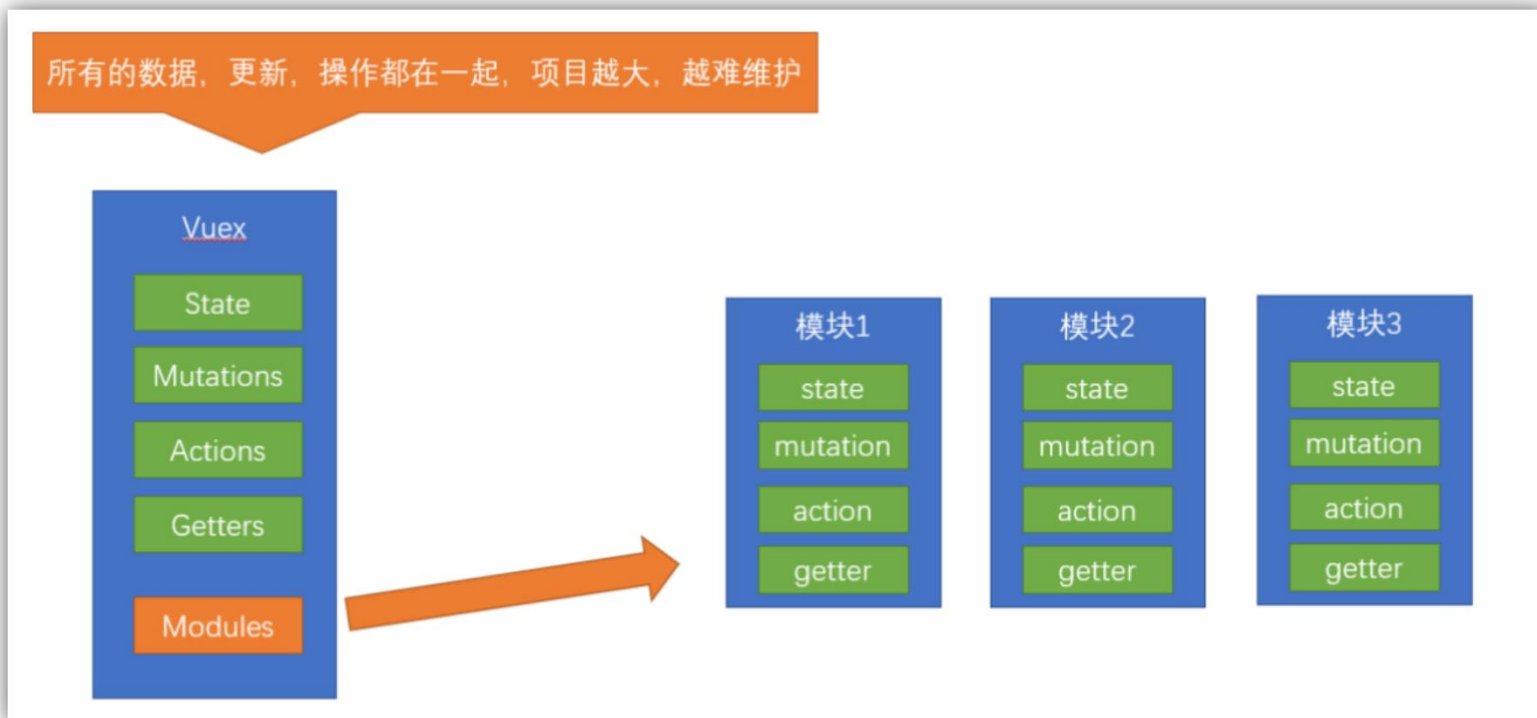 所有的数据，更新，操作都在一起，项目越大，越难维护
Vuex
State
Mutations
Actions
Getters
Modules
模块1
state
mutation
action
getter
模块2
state
mutation
action
getter
模块3
state
mutation
action
getter